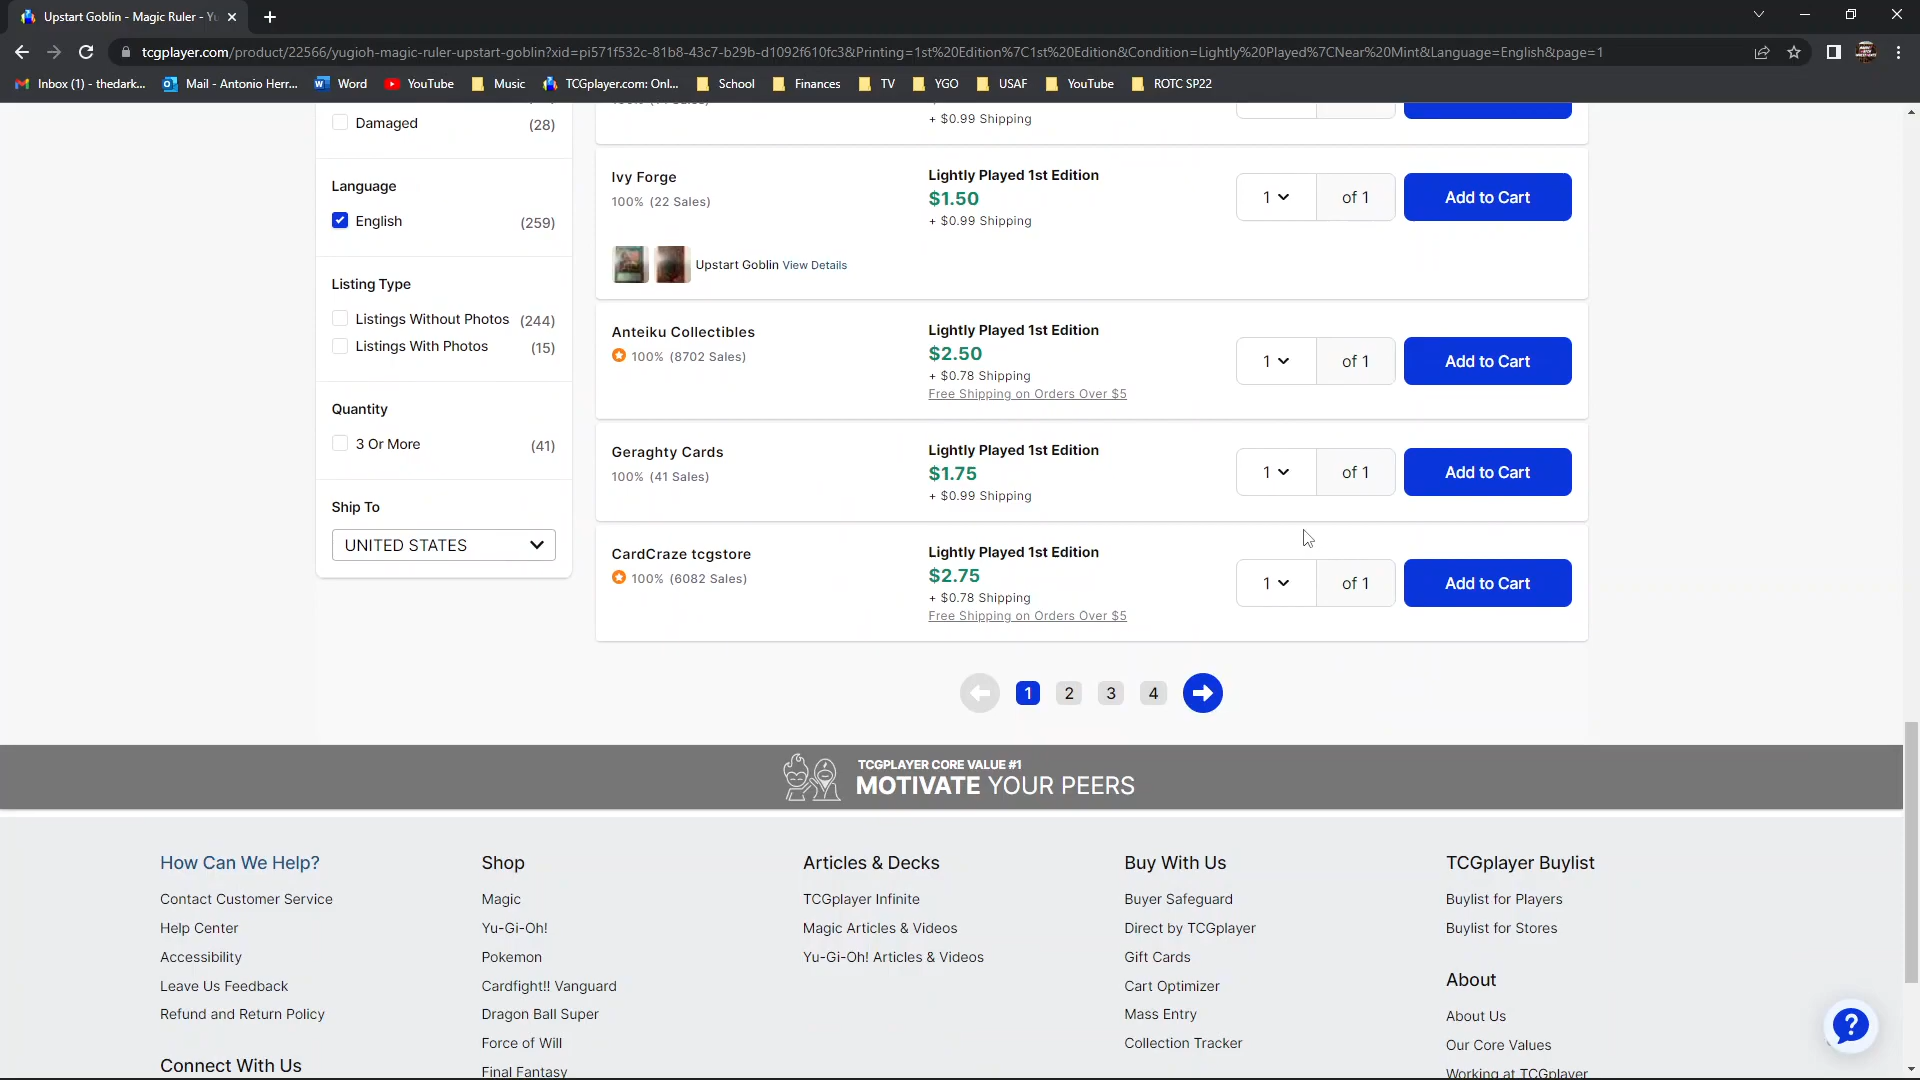 Upstart Goblin - Magic Ruler - Yu
tcgplayer.com/product/22566/yugioh-magic-ruler-upstart-goblin?xid=pi571f532c-81b8-43c7-b29b-d1092f610fc3&Printing=1st%20Edition%7C1st%20Edition&Condition=Lightly%20Played%7CNear%20Mint&Language=English&page=1
Inbox (1) - thedark... Mail - Antonio Herr... Word YouTube Music TCGplayer.com: Onl... School Finances TV YGO USAF YouTube ROTC SP22
Damaged (28)
Language
English (259)
Listing Type
Listings Without Photos (244)
Listings With Photos (15)
Quantity
3 Or More (41)
Ship To
UNITED STATES
+ $0.99 Shipping
Ivy Forge
100% (22 Sales)
Lightly Played 1st Edition
$1.50
+ $0.99 Shipping
1 of 1 Add to Cart
Upstart Goblin View Details
Anteiku Collectibles
100% (8702 Sales)
Lightly Played 1st Edition
$2.50
+ $0.78 Shipping
Free Shipping on Orders Over $5
1 of 1 Add to Cart
Geraghty Cards
100% (41 Sales)
Lightly Played 1st Edition
$1.75
+ $0.99 Shipping
1 of 1 Add to Cart
CardCraze tcgstore
100% (6082 Sales)
Lightly Played 1st Edition
$2.75
+ $0.78 Shipping
Free Shipping on Orders Over $5
1 of 1 Add to Cart
1 2 3 4
TCGPLAYER CORE VALUE #1
MOTIVATE YOUR PEERS
How Can We Help?
Contact Customer Service
Help Center
Accessibility
Leave Us Feedback
Refund and Return Policy
Connect With Us
Shop
Magic
Yu-Gi-Oh!
Pokemon
Cardfight!! Vanguard
Dragon Ball Super
Force of Will
Final Fantasy
Articles & Decks
TCGplayer Infinite
Magic Articles & Videos
Yu-Gi-Oh! Articles & Videos
Buy With Us
Buyer Safeguard
Direct by TCGplayer
Gift Cards
Cart Optimizer
Mass Entry
Collection Tracker
TCGplayer Buylist
Buylist for Players
Buylist for Stores
About
About Us
Our Core Values
Working at TCGplayer
?